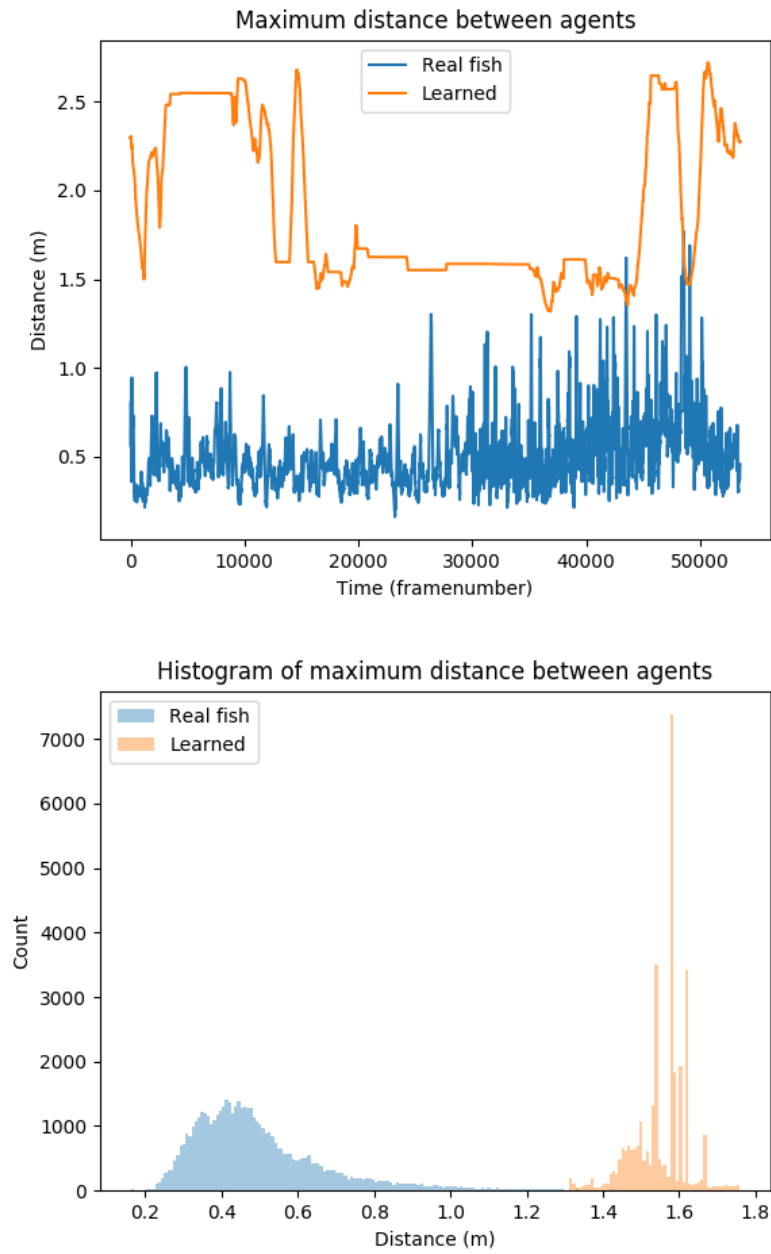 Maximum distance between agents
Real fish
Learned
2.5
2.0
1.5
1.0
0.5
Distance (m)
0 10000 20000 30000 40000 50000
Time (framenumber)
Histogram of maximum distance between agents
Real fish
Learned
7000
6000
5000
4000
3000
2000
1000
0
Count
0.2 0.4 0.6 0.8 1.0 1.2 1.4 1.6 1.8
Distance (m)